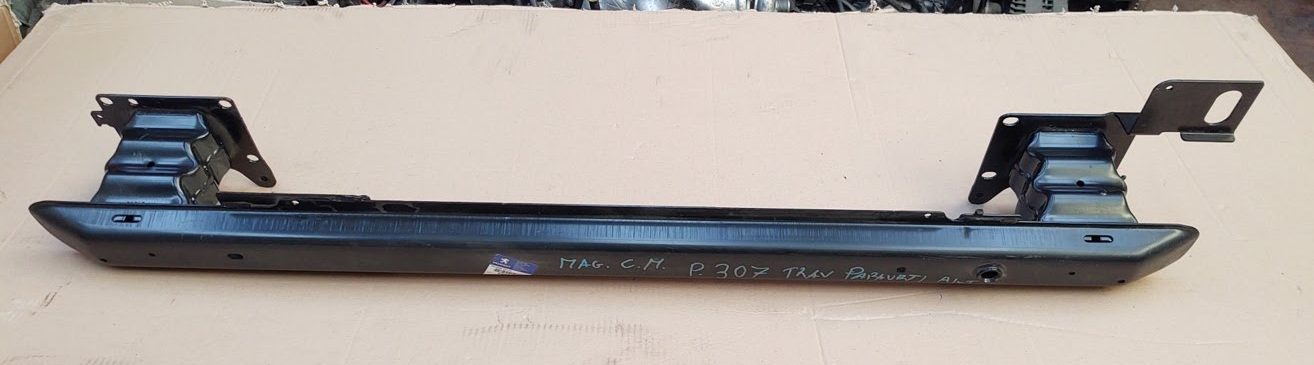 MAG. C.M. P. 307 TRAV PARAURTI